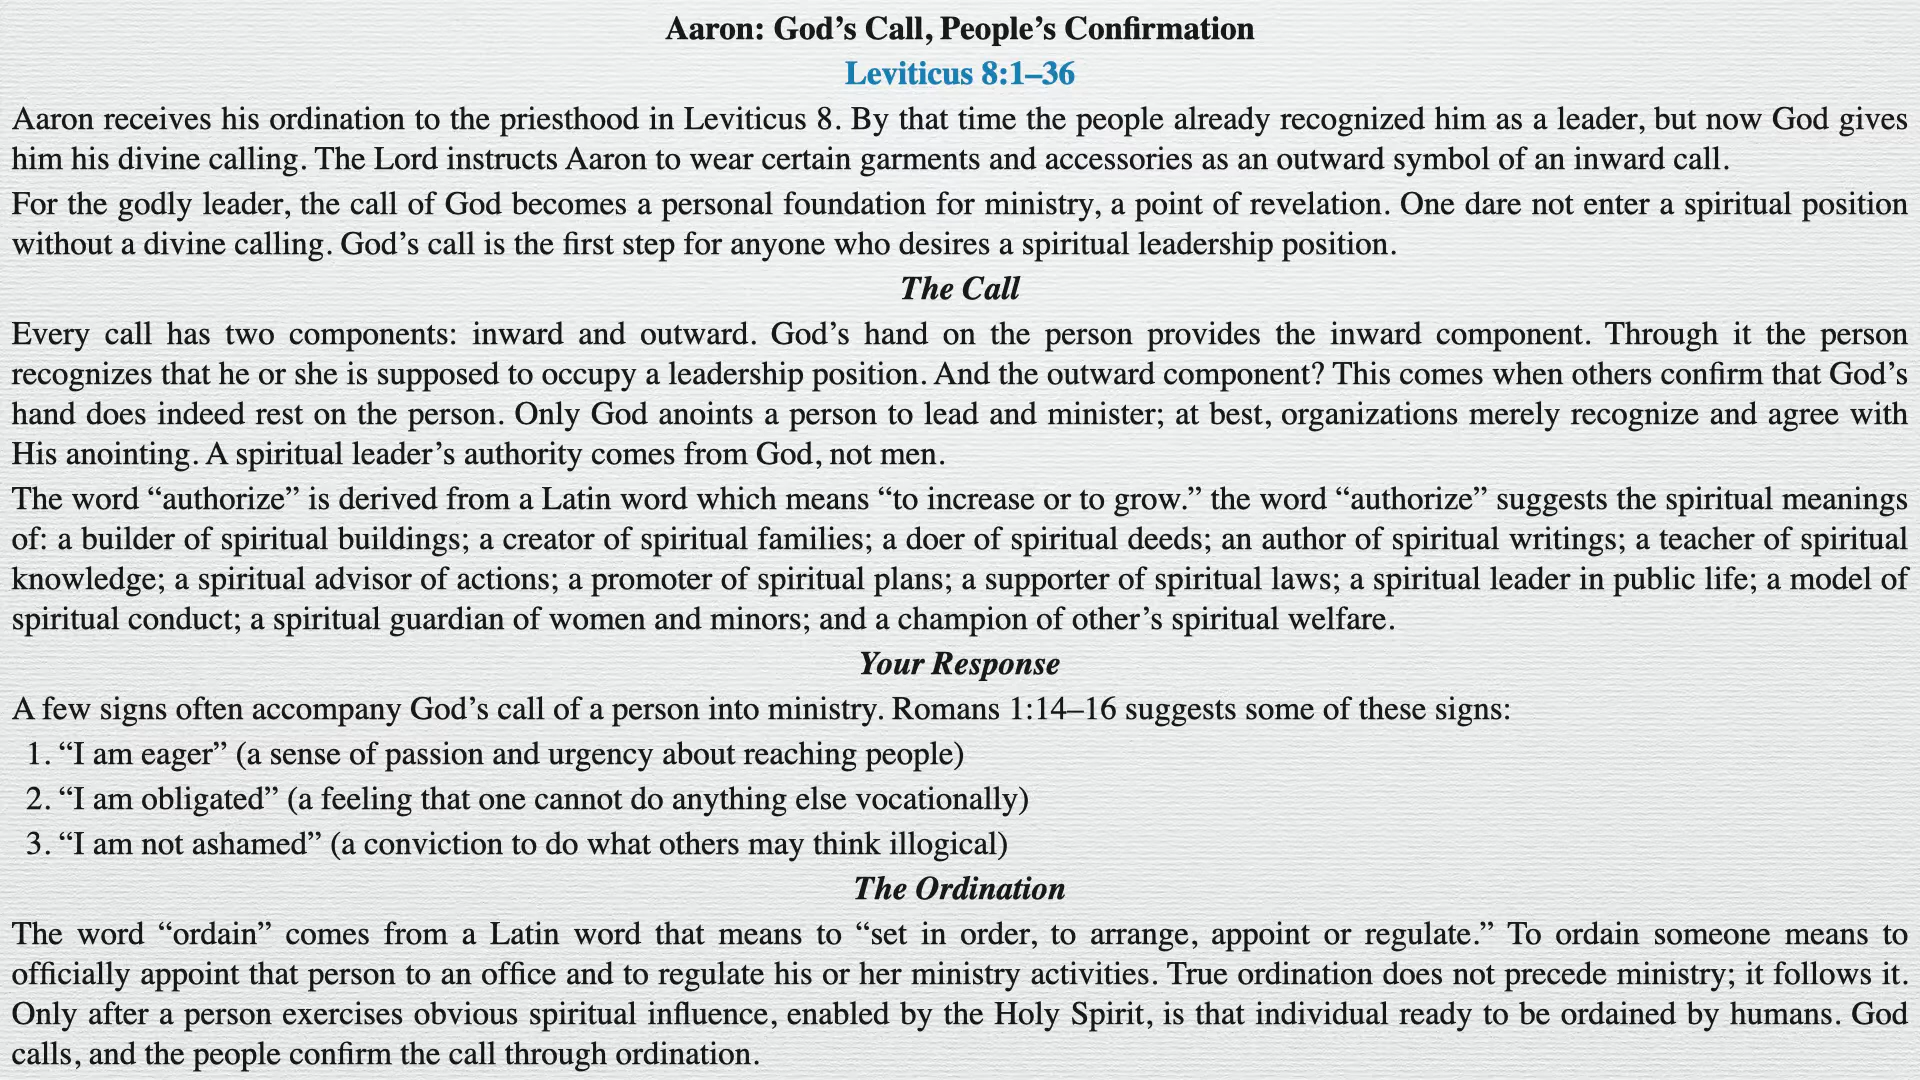 Aaron: God’s Call, People’s Confirmation
Leviticus 8:1–36
Aaron receives his ordination to the priesthood in Leviticus 8. By that time the people already recognized him as a leader, but now God gives
him his divine calling. The Lord instructs Aaron to wear certain garments and accessories as an outward symbol of an inward call.
For the godly leader, the call of God becomes a personal foundation for ministry, a point of revelation. One dare not enter a spiritual position
without a divine calling. God’s call is the first step for anyone who desires a spiritual leadership position.
The Call
Every call has two components: inward and outward. God’s hand on the person provides the inward component. Through it the person
recognizes that he or she is supposed to occupy a leadership position. And the outward component? This comes when others confirm that God’s
hand does indeed rest on the person. Only God anoints a person to lead and minister; at best, organizations merely recognize and agree with
His anointing. A spiritual leader’s authority comes from God, not men.
The word “authorize” is derived from a Latin word which means “to increase or to grow.” the word “authorize” suggests the spiritual meanings
of: a builder of spiritual buildings; a creator of spiritual families; a doer of spiritual deeds; an author of spiritual writings; a teacher of spiritual
knowledge; a spiritual advisor of actions; a promoter of spiritual plans; a supporter of spiritual laws; a spiritual leader in public life; a model of
spiritual conduct; a spiritual guardian of women and minors; and a champion of other’s spiritual welfare.
Your Response
A few signs often accompany God’s call of a person into ministry. Romans 1:14–16 suggests some of these signs:
1. “I am eager” (a sense of passion and urgency about reaching people)
2. “I am obligated” (a feeling that one cannot do anything else vocationally)
3. “I am not ashamed” (a conviction to do what others may think illogical)
The Ordination
The word “ordain” comes from a Latin word that means to “set in order, to arrange, appoint or regulate.” To ordain someone means to
officially appoint that person to an office and to regulate his or her ministry activities. True ordination does not precede ministry; it follows it.
Only after a person exercises obvious spiritual influence, enabled by the Holy Spirit, is that individual ready to be ordained by humans. God
calls, and the people confirm the call through ordination.